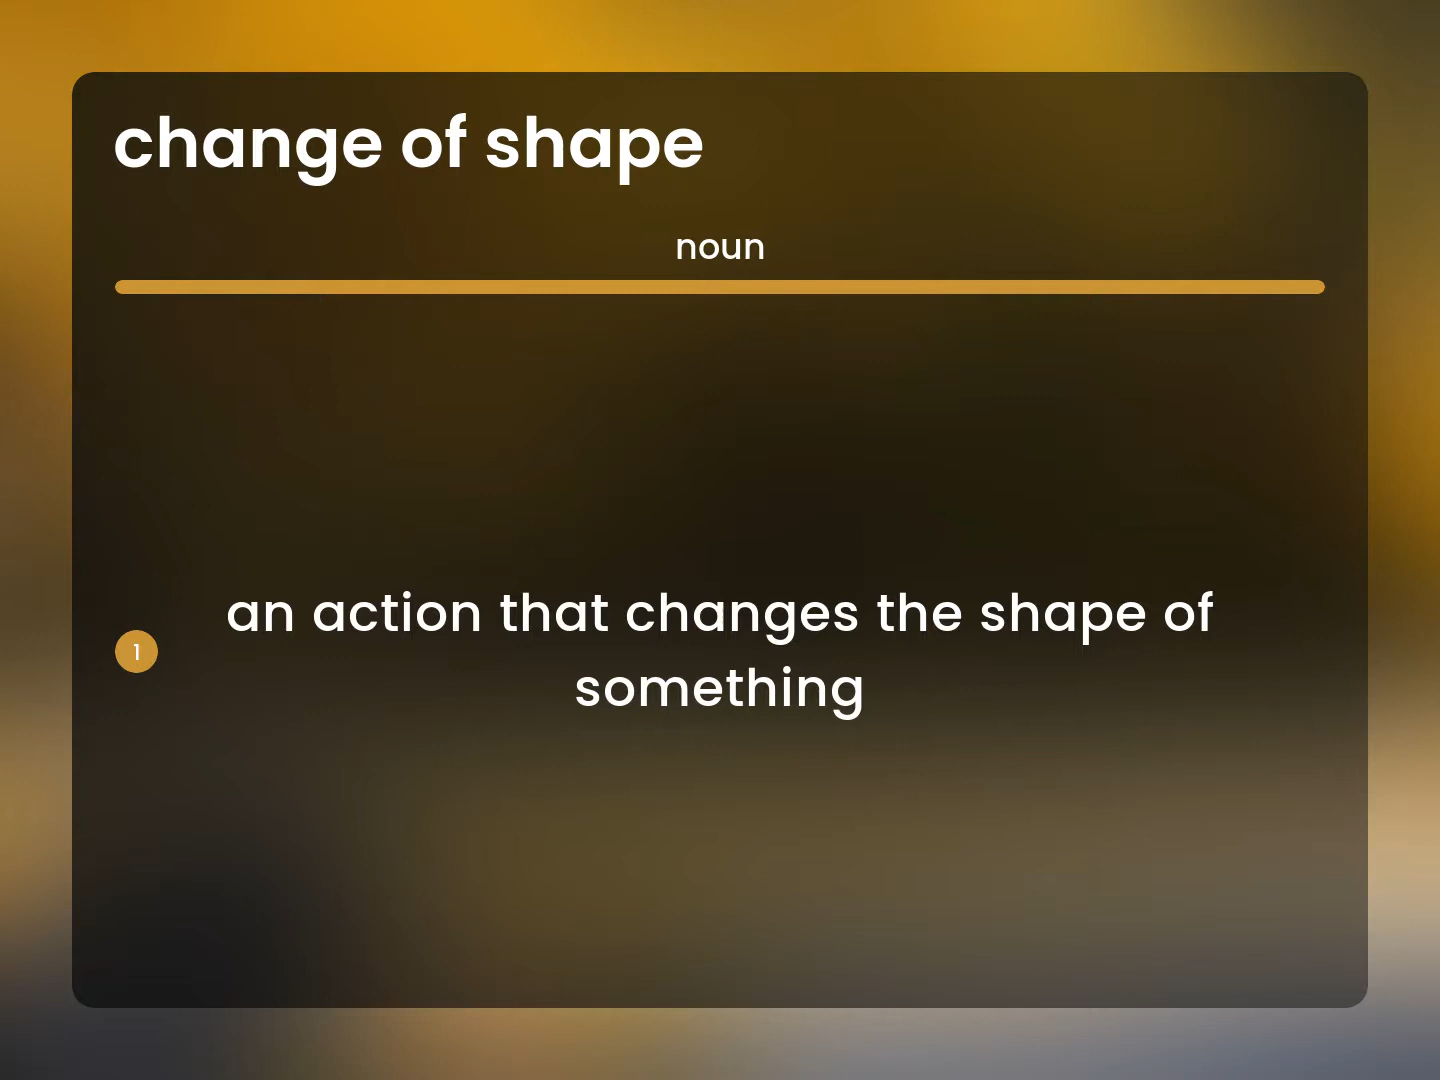 change of shape
noun
1
an action that changes the shape of
something